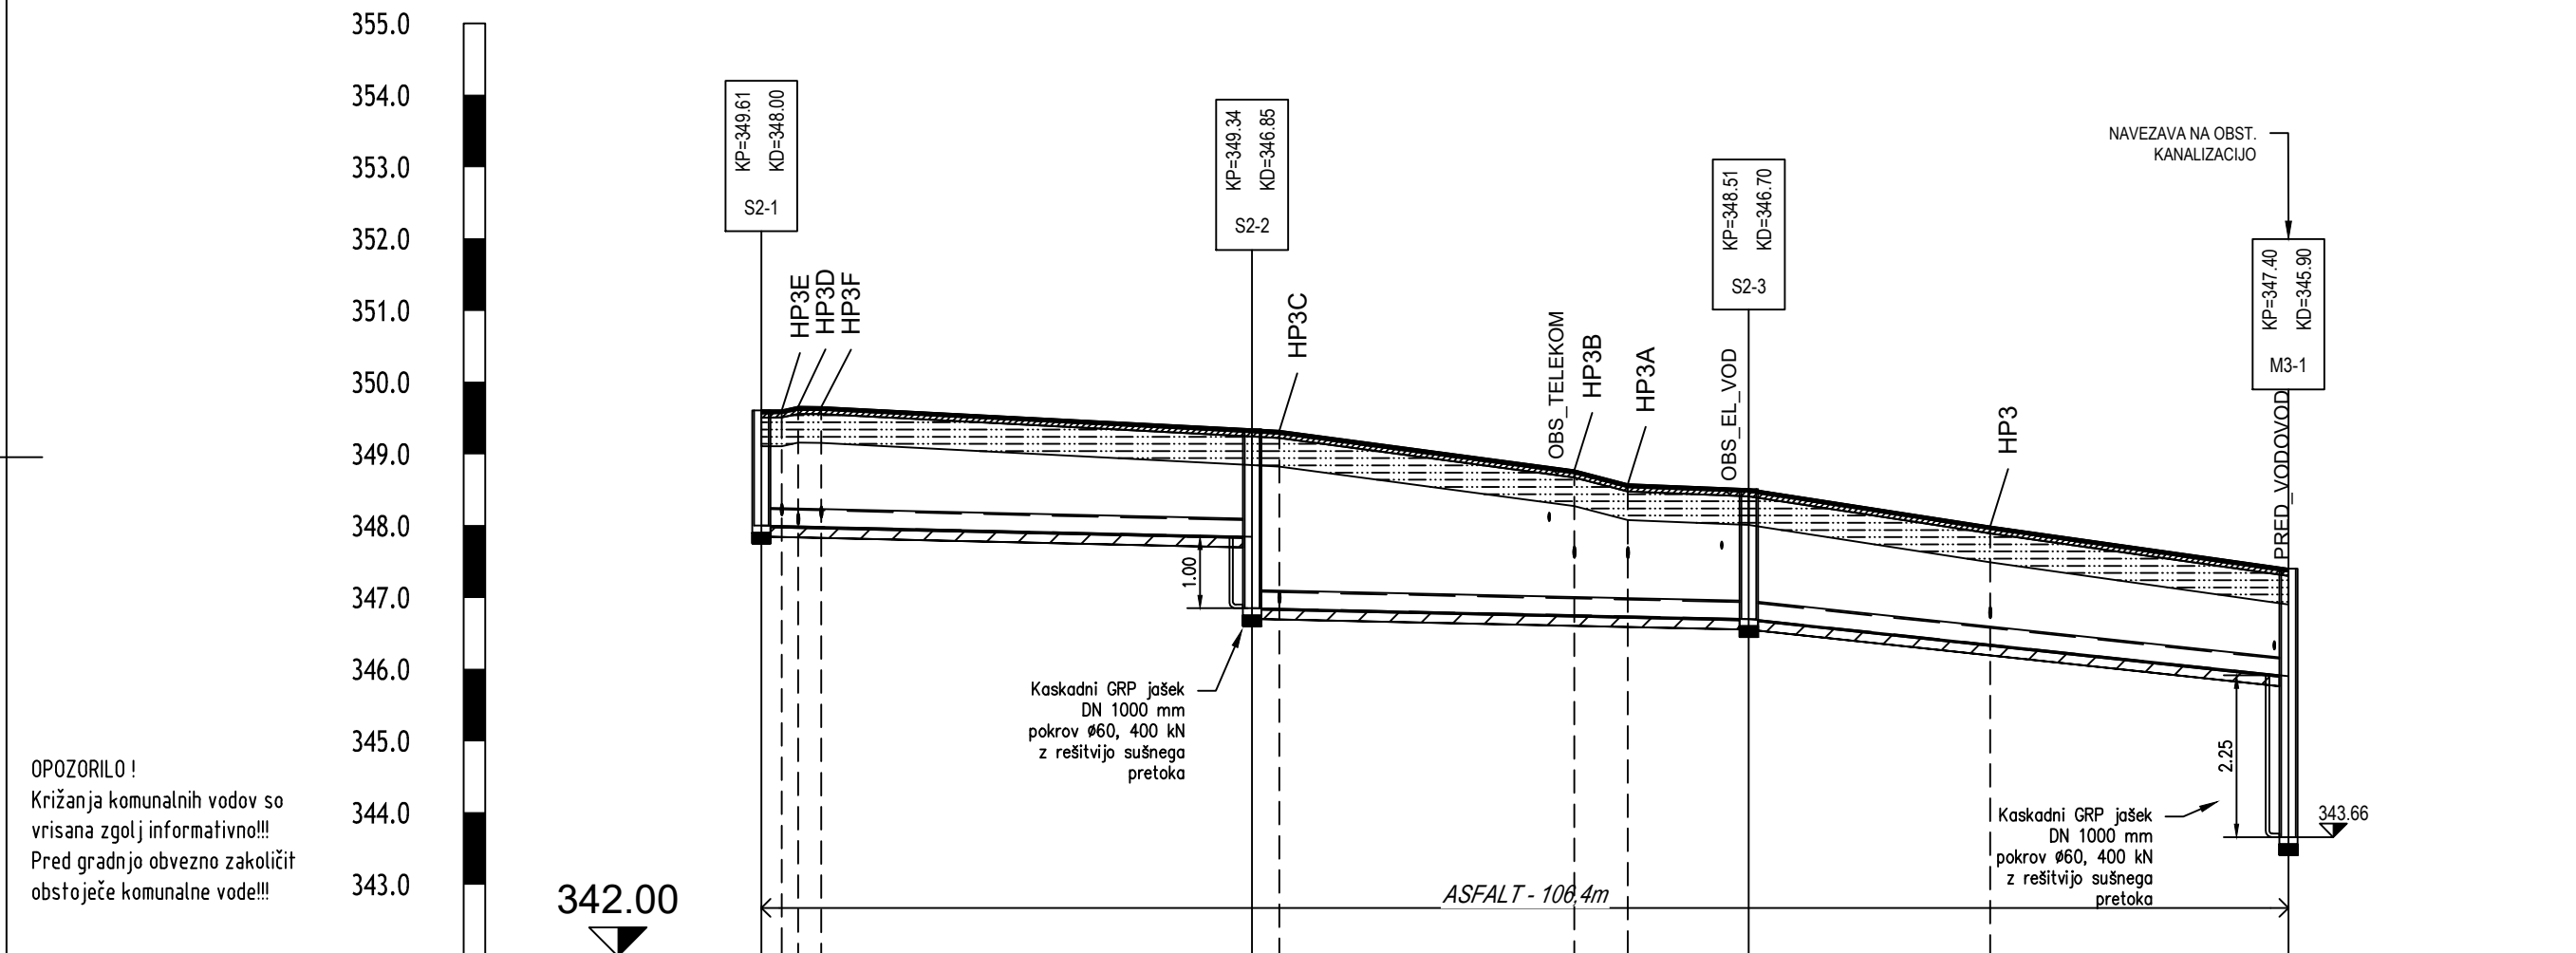 355.0
354.0
353.0
352.0
351.0
350.0
349.0
348.0
347.0
346.0
345.0
344.0
343.0
OPOZORILO !
Križanja komunalnih vodov so
vrisana zgolj informativno!!!
Pred gradnjo obvezno zakoličit
obstoječe komunalne vode!!!
342.00
KP=349.61
KD=348.00
S2-1
HP3E
HP3D
HP3F
KP=349.34
KD=346.85
S2-2
HP3C
1.00
Kaskadni GRP jašek
DN 1000 mm
pokrov ø60, 400 kN
z rešitvijo sušnega
pretoka
OBS_TELEKOM
HP3B
HP3A
OBS_EL_VOD
KP=348.51
KD=346.70
S2-3
HP3
NAVEZAVA NA OBST.
KANALIZACIJO
KP=347.40
KD=345.90
M3-1
PRED_VODOVOD
2.25
343.66
Kaskadni GRP jašek
DN 1000 mm
pokrov ø60, 400 kN
z rešitvijo sušnega
pretoka
ASFALT - 106.4m